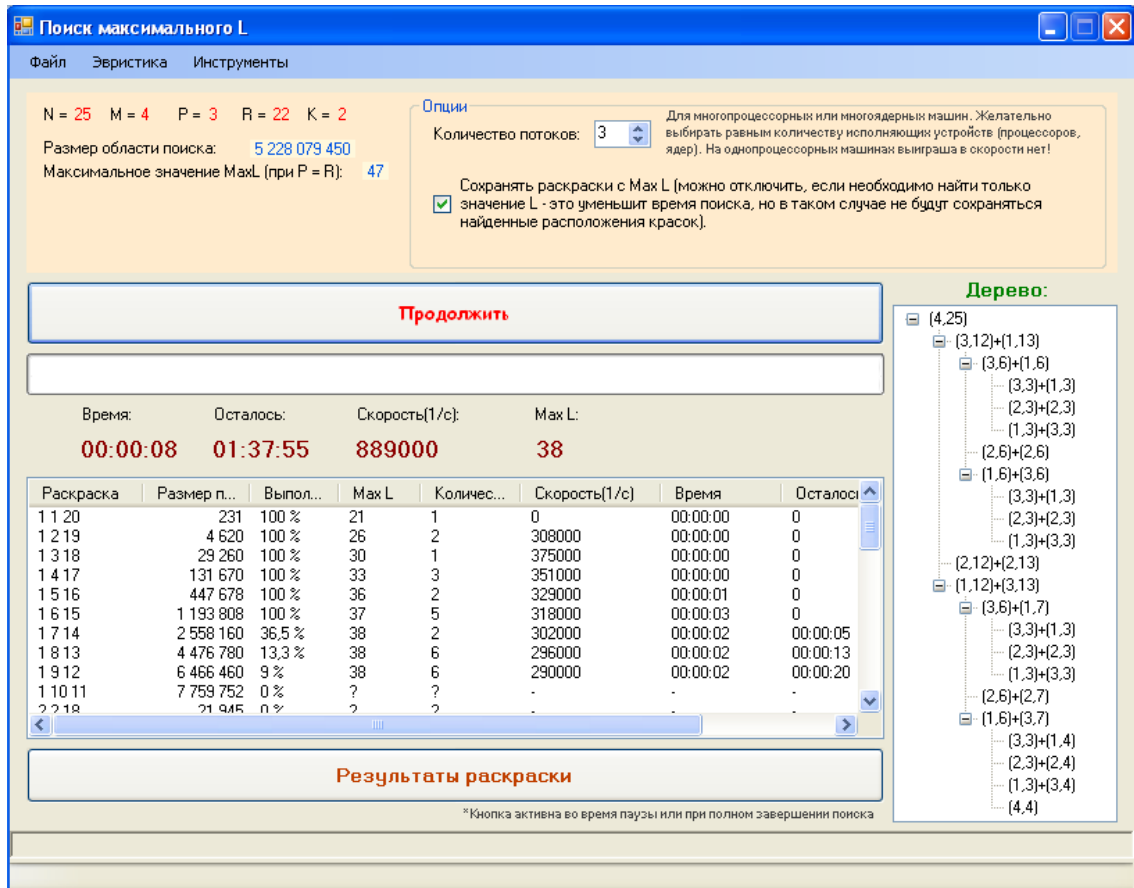 Поиск максимального L
Файл Эвристика Инструменты
N = 25 M = 4 P = 3 R = 22 K = 2
Размер области поиска: 5 228 079 450
Максимальное значение MaxL (при P = R): 47
Опции
Количество потоков: 3
Для многопроцессорных или многоядерных машин. Желательно
выбирать равным количеству исполняющих устройств (процессоров,
ядер). На однопроцессорных машинах выиграша в скорости нет!
Сохранять раскраски с Max L (можно отключить, если необходимо найти только
значение L - это уменьшит время поиска, но в таком случае не будут сохраняться
найденные расположения красок).
Продолжить
Время: Осталось: Скорость(1/с): Max L:
00:00:08 01:37:55 889000 38
Раскраска Размер п... Выпол... Max L Количес... Скорость(1/с) Время Осталось
1 1 20 231 100 % 21 1 0 00:00:00 0
1 2 19 4 620 100 % 26 2 308000 00:00:00 0
1 3 18 29 260 100 % 30 1 375000 00:00:00 0
1 4 17 131 670 100 % 33 3 351000 00:00:00 0
1 5 16 447 678 100 % 36 2 329000 00:00:01 0
1 6 15 1 193 808 100 % 37 5 318000 00:00:03 0
1 7 14 2 558 160 36,5 % 38 2 302000 00:00:02 00:00:05
1 8 13 4 476 780 13,3 % 38 6 296000 00:00:02 00:00:13
1 9 12 6 466 460 9 % 38 6 290000 00:00:02 00:00:20
1 10 11 7 759 752 0 % ? ? - - -
2 2 18 21 945 0 % ? ? - - -
Результаты раскраски
*Кнопка активна во время паузы или при полном завершении поиска
Дерево:
(4,25)
(3,12)+(1,13)
(3,6)+(1,6)
(3,3)+(1,3)
(2,3)+(2,3)
(1,3)+(3,3)
(2,6)+(2,6)
(1,6)+(3,6)
(3,3)+(1,3)
(2,3)+(2,3)
(1,3)+(3,3)
(2,12)+(2,13)
(1,12)+(3,13)
(3,6)+(1,7)
(3,3)+(1,3)
(2,3)+(2,3)
(1,3)+(3,3)
(2,6)+(2,7)
(1,6)+(3,7)
(3,3)+(1,4)
(2,3)+(2,4)
(1,3)+(3,4)
(4,4)